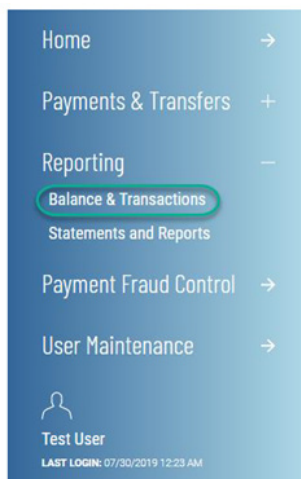 Home
Payments & Transfers
Reporting
Balance & Transactions
Statements and Reports
Payment Fraud Control
User Maintenance
Test User
LAST LOGIN: 07/30/2019 12:23 AM